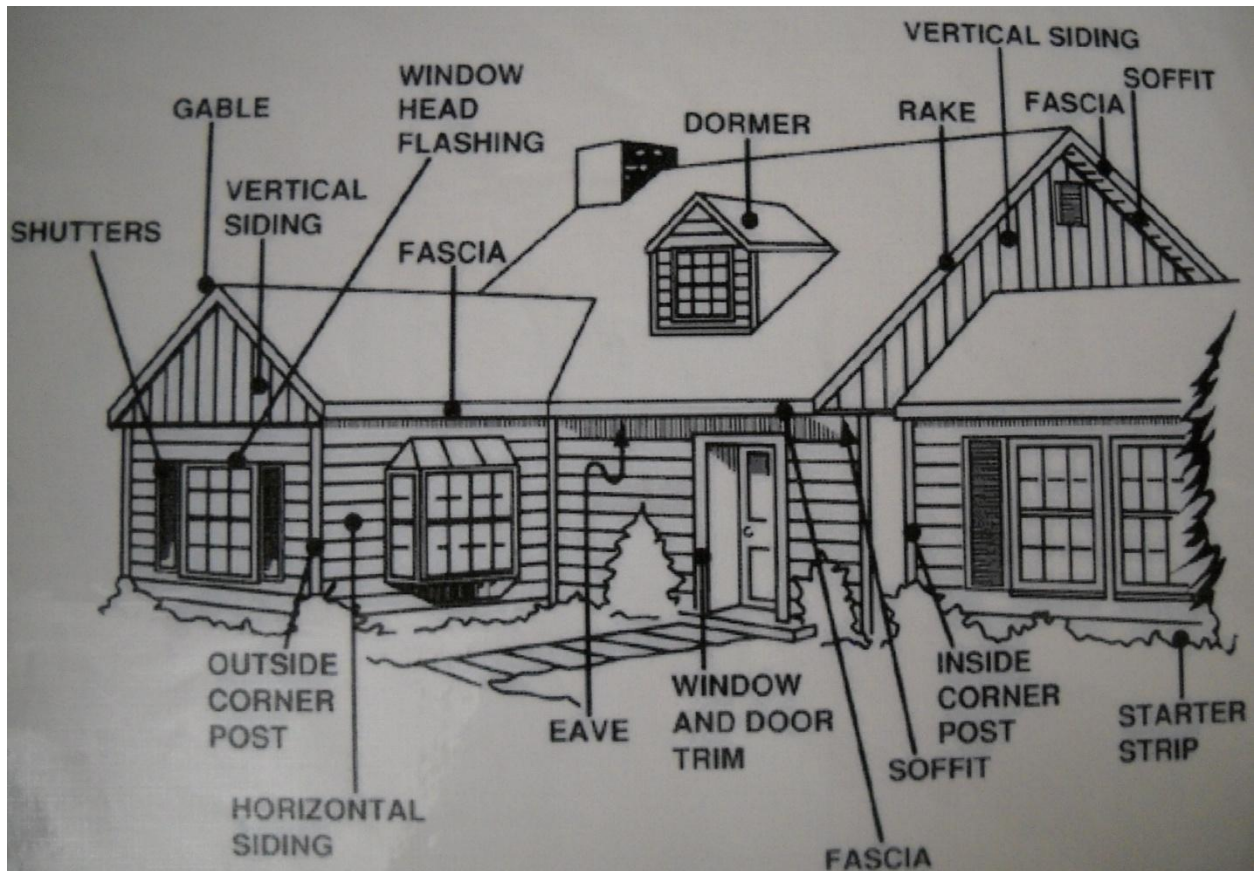 VERTICAL SIDING
SOFFIT
WINDOW
HEAD
FLASHING
GABLE
DORMER
RAKE
FASCIA
VERTICAL
SIDING
SHUTTERS
FASCIA
OUTSIDE
CORNER
POST
EAVE
WINDOW
AND DOOR
TRIM
INSIDE
CORNER
POST
SOFFIT
STARTER
STRIP
HORIZONTAL
SIDING
FASCIA